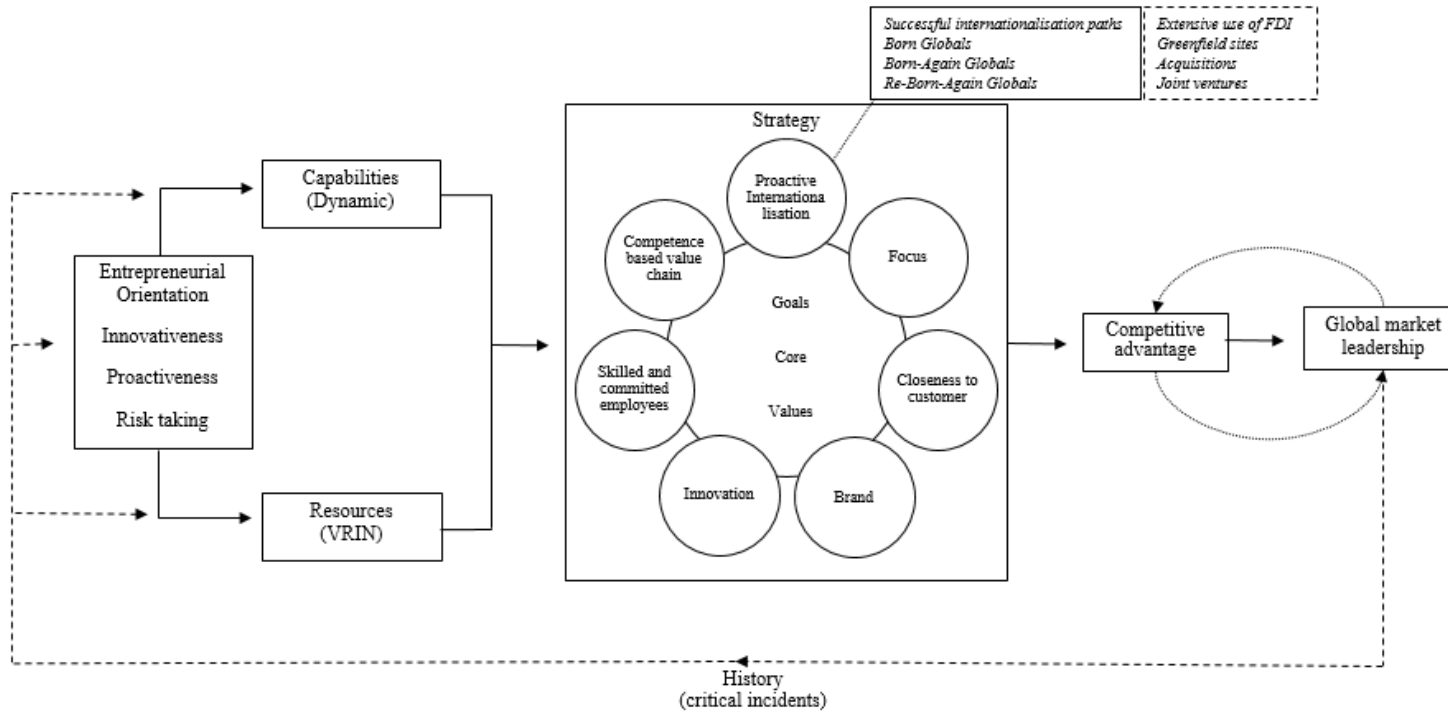 Successful internationalisation paths
Born Globals
Born-Again Globals
Re-Born-Again Globals
Extensive use of FDI
Greenfield sites
Acquisitions
Joint ventures
Strategy
Capabilities
(Dynamic)
Entrepreneurial
Orientation
Innovativeness
Proactiveness
Risk taking
Resources
(VRIN)
Proactive
Internationa
lisation
Focus
Closeness to
customer
Brand
Innovation
Skilled and
committed
employees
Competence
based value
chain
Goals
Core
Values
Competitive
advantage
Global market
leadership
History
(critical incidents)